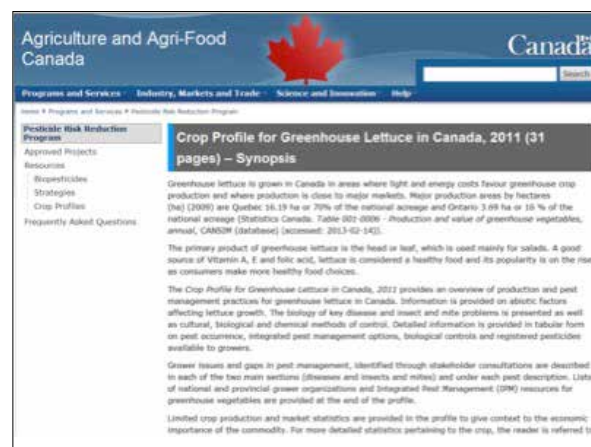 Agriculture and Agri-Food
Canada
Canada
Search
Programs and Services
Industry, Markets and Trade
Science and Innovation
Help
Home
Programs and Services
Pesticide Risk Reduction Program
Pesticide Risk Reduction
Program
Approved Projects
Resources
Biopesticides
Strategies
Crop Profiles
Frequently Asked Questions
Crop Profile for Greenhouse Lettuce in Canada, 2011 (31
pages) – Synopsis
Greenhouse lettuce is grown in Canada in areas where light and energy costs favour greenhouse crop
production and where production is close to major markets. Major production areas by hectares
(ha) (2009) are Quebec 16.19 ha or 70% of the national acreage and Ontario 3.69 ha or 16 % of the
national acreage (Statistics Canada. Table 001-0006 - Production and value of greenhouse vegetables,
annual, CANSIM (database) (accessed: 2013-02-14)).
The primary product of greenhouse lettuce is the head or leaf, which is used mainly for salads. A good
source of Vitamin A, E and folic acid, lettuce is considered a healthy food and its popularity is on the rise
as consumers make more healthy food choices.
The Crop Profile for Greenhouse Lettuce in Canada, 2011 provides an overview of production and pest
management practices for greenhouse lettuce in Canada. Information is provided on abiotic factors
affecting lettuce growth. The biology of key disease and insect and mite problems is presented as well
as cultural, biological and chemical methods of control. Detailed information is provided in tabular form
on pest occurrence, integrated pest management options, biological controls and registered pesticides
available to growers.
Grower issues and gaps in pest management, identified through stakeholder consultations are described
in each of the two main sections (diseases and insects and mites) and under each pest description. Lists
of national and provincial grower organizations and Integrated Pest Management (IPM) resources for
greenhouse vegetables are provided at the end of the profile.
Limited crop production and market statistics are provided in the profile to give context to the economic
importance of the commodity. For more detailed statistics pertaining to the crop, the reader is referred to